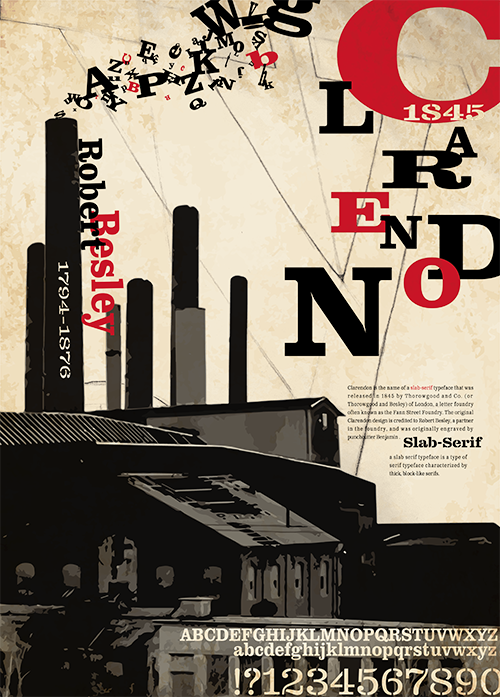 C
1845
L
A
R
E
N
D
O
N
Robert
Besley
1794-1876
Clarendon is the name of a slab-serif typeface that was
released in 1845 by Thorowgood and Co. (or
Thorowgood and Besley) of London, a letter foundry
often known as the Fann Street Foundry. The original
Clarendon design is credited to Robert Besley, a partner
in the foundry, and was originally engraved by
punchcutter Benjamin
Slab-Serif
a slab serif typeface is a type of
serif typeface characterized by
thick, block-like serifs.
ABCDEFGHIJKLMNOPQRSTUVWXYZ
abcdefghijklmnopqrstuvwxyz
!?1234567890